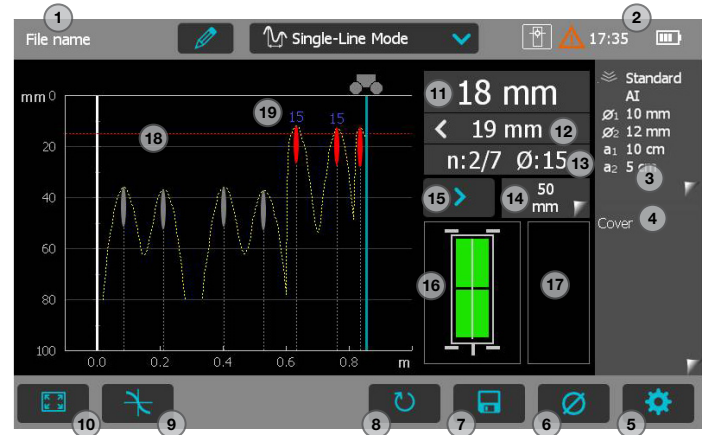 1
2
File name
Single-Line Mode
17:35
mm 0
20
40
60
80
100
0.0
0.2
0.4
0.6
0.8
m
18
19
15
15
11 18 mm
< 19 mm 12
n:2/7 Ø:15 13
15 >
14 50
mm
16
17
Standard
AI
Ø1 10 mm
Ø2 12 mm
a1 10 cm
a2 5 cm
3
Cover 4
10
9
8
7
6
5